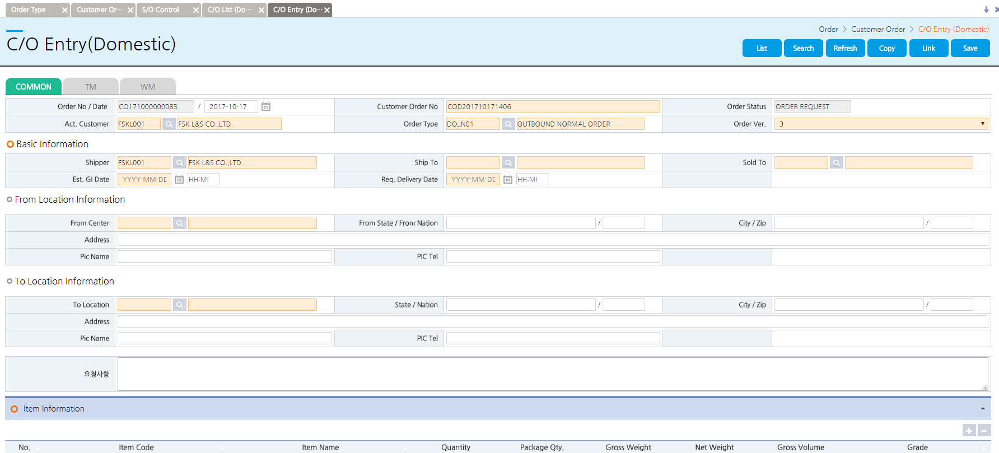 Order Type Customer Or··· S/O Control C/O List (Do··· C/O Entry (Do···
Order > Customer Order > C/O Entry (Domestic)
C/O Entry(Domestic)
List Search Refresh Copy Link Save
COMMON TM WM
Order No / Date CO171000000083 / 2017-10-17 Customer Order No COD201710171406 Order Status ORDER REQUEST
Act. Customer FSKL001 FSK L&S CO.,LTD. Order Type DO_N01 OUTBOUND NORMAL ORDER Order Ver. 3
Basic Information
Shipper FSKL001 FSK L&S CO.,LTD. Ship To Sold To
Est. GI Date YYYY-MM-DD HH:MI Req. Delivery Date YYYY-MM-DD HH:MI
From Location Information
From Center From State / From Nation / City / Zip /
Address
Pic Name PIC Tel
To Location Information
To Location State / Nation / City / Zip /
Address
Pic Name PIC Tel
요청사항
Item Information
No. Item Code Item Name Quantity Package Qty. Gross Weight Net Weight Gross Volume Grade